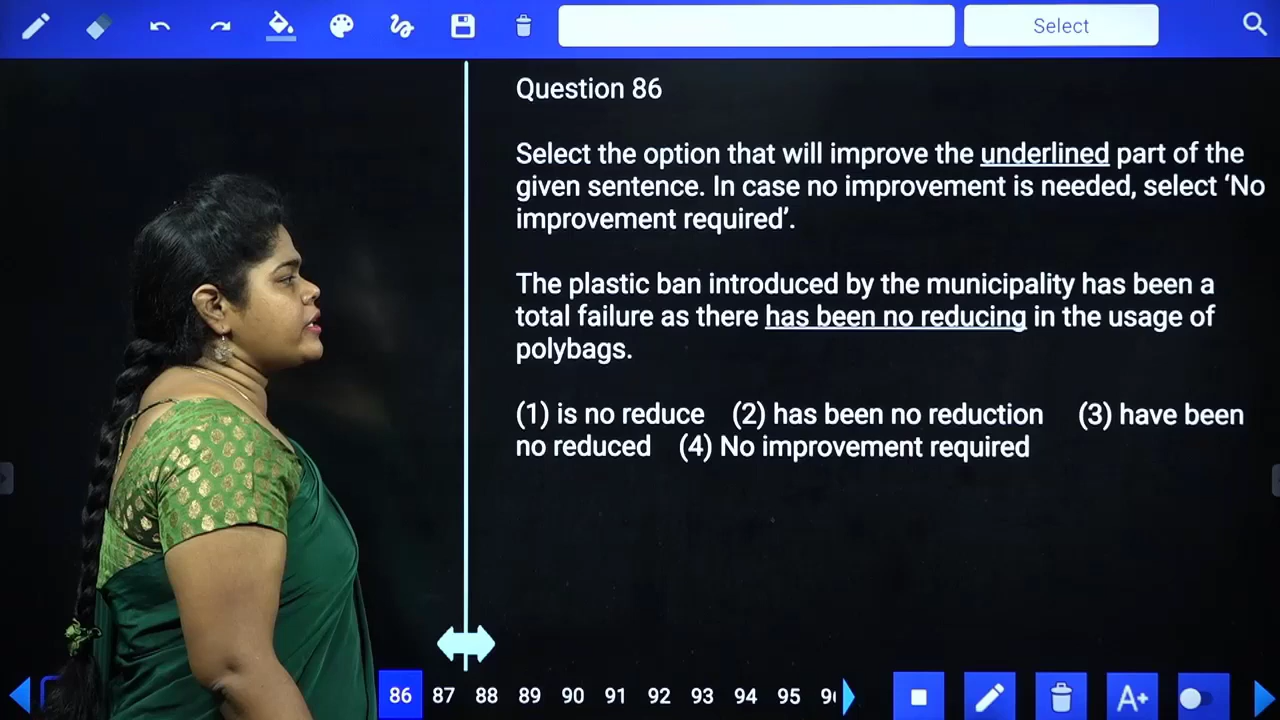 Select
Question 86
Select the option that will improve the underlined part of the
given sentence. In case no improvement is needed, select ‘No
improvement required’.
The plastic ban introduced by the municipality has been a
total failure as there has been no reducing in the usage of
polybags.
(1) is no reduce (2) has been no reduction (3) have been
no reduced (4) No improvement required
86 87 88 89 90 91 92 93 94 95
A+